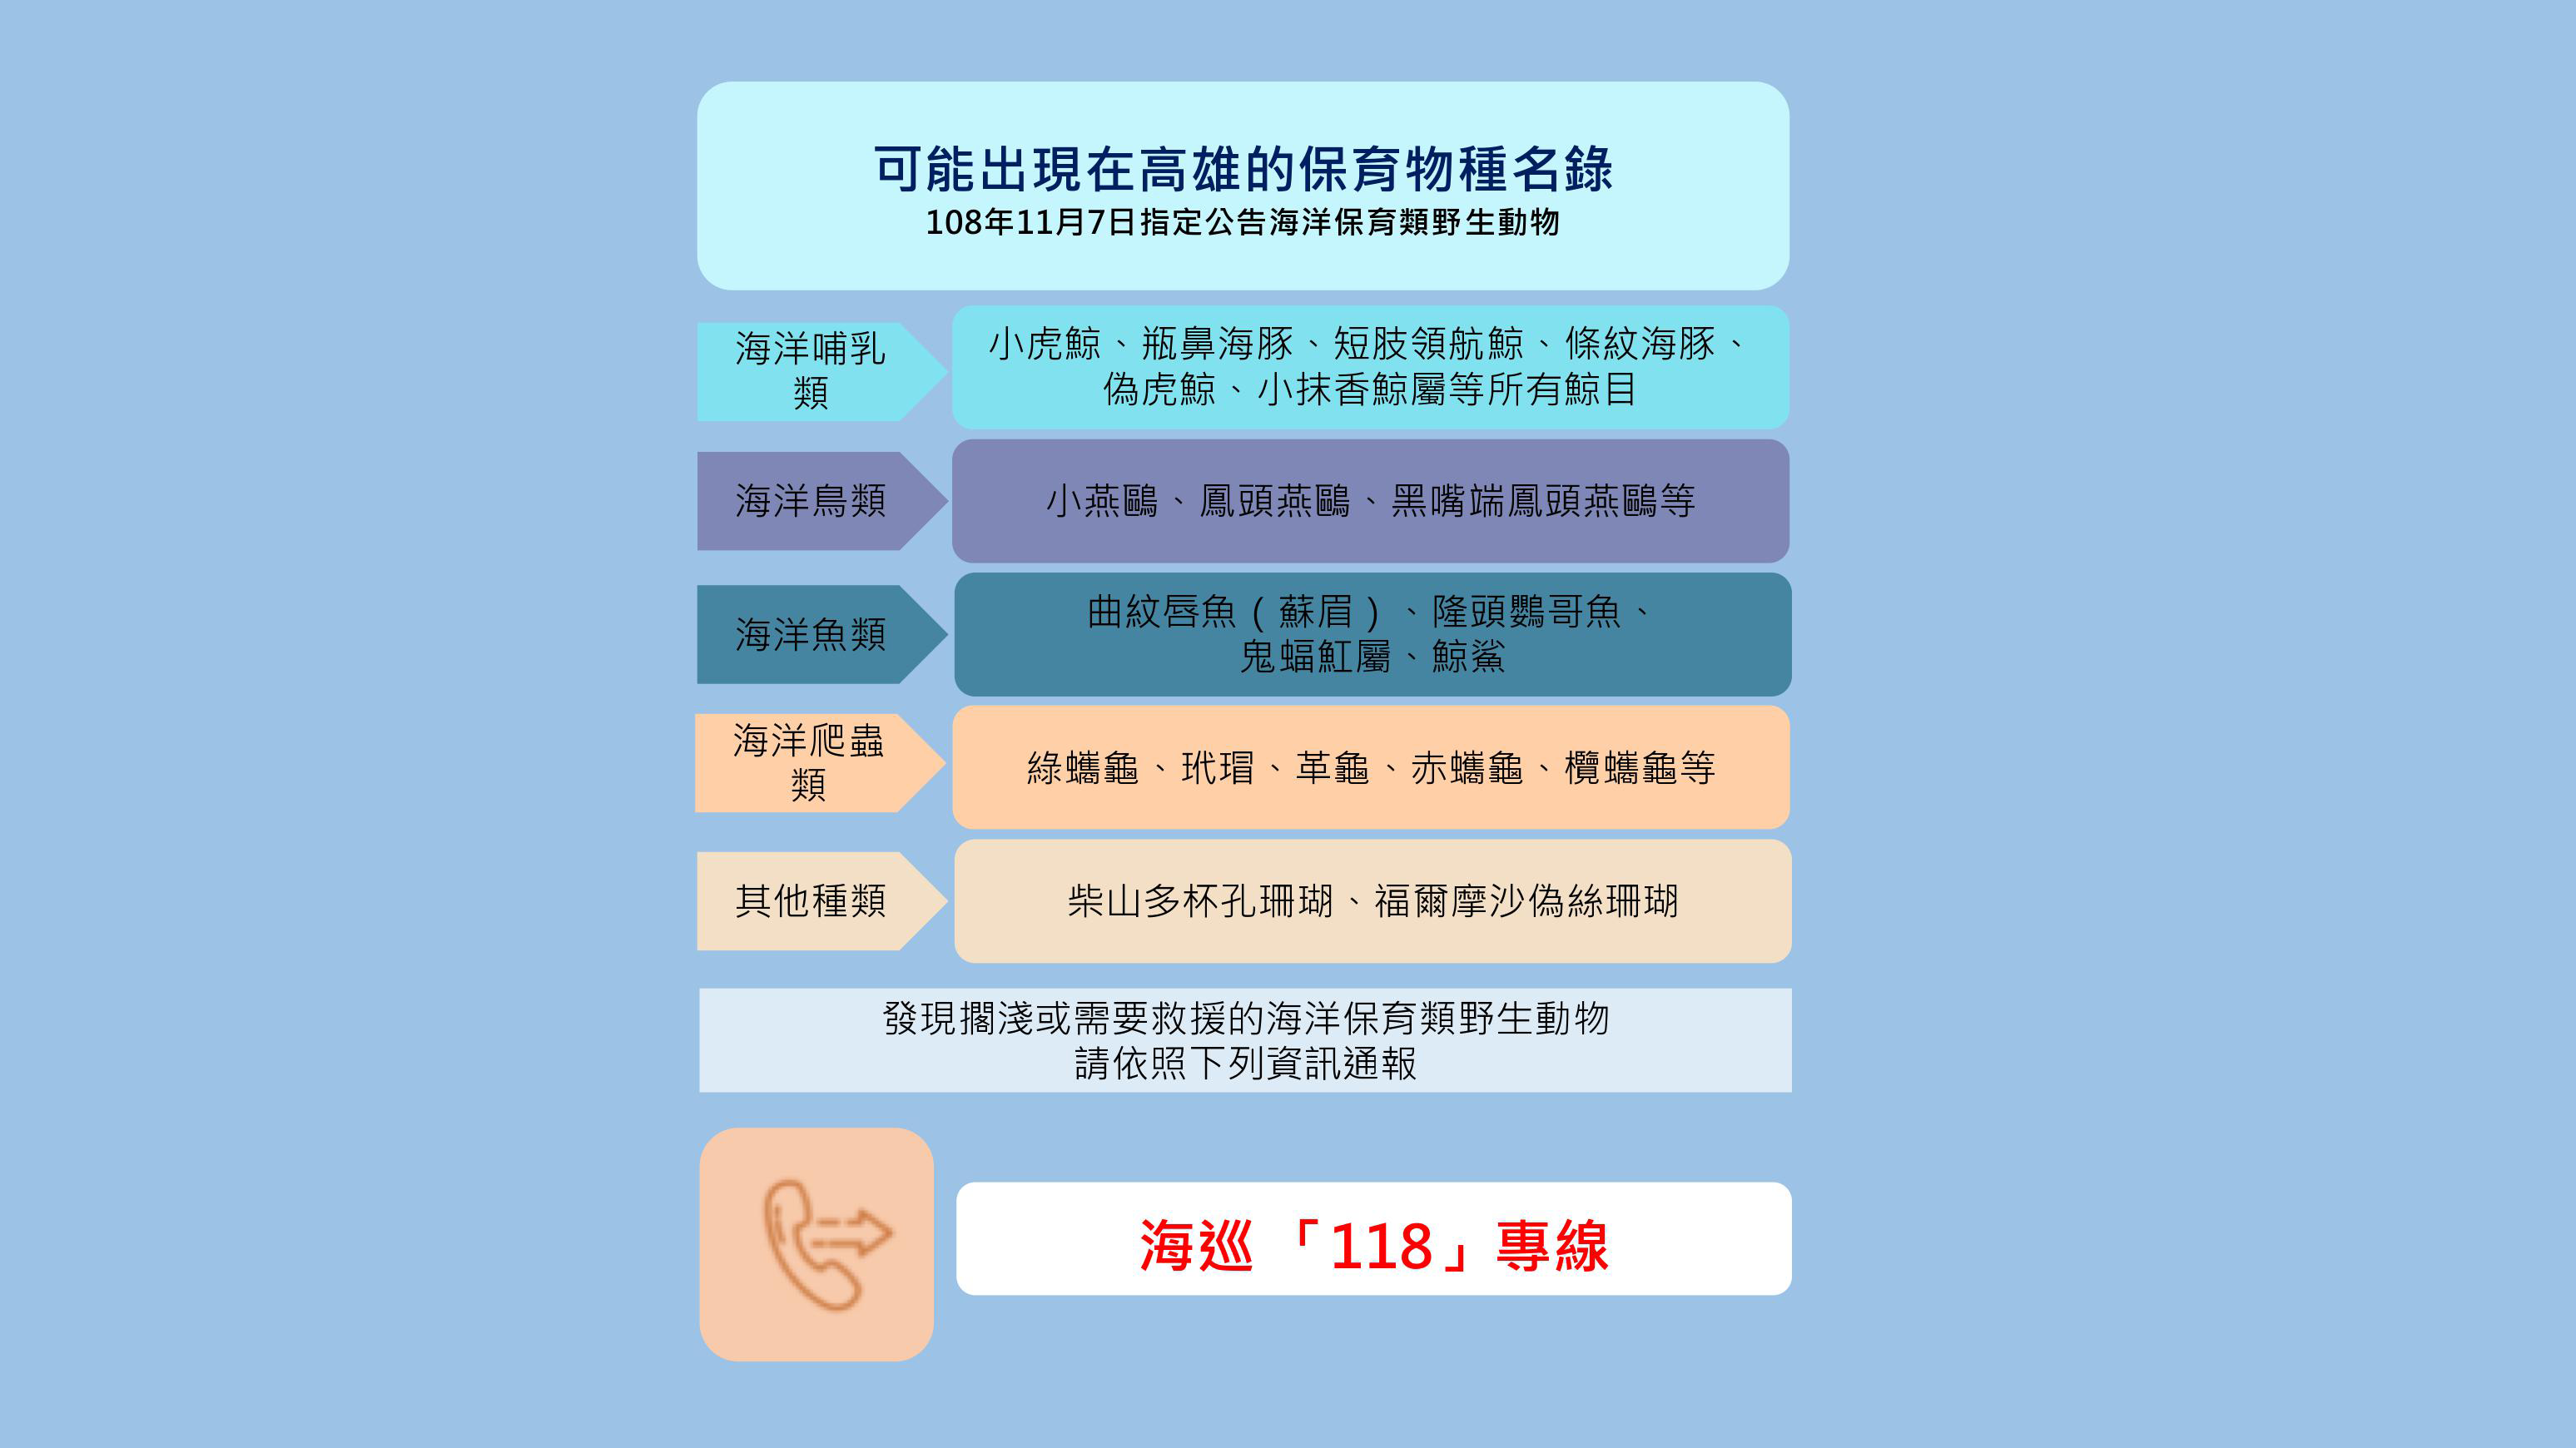 可能出現在高雄的保育物種名錄
108年11月7日指定公告海洋保育類野生動物
海洋哺乳
類
小虎鯨、瓶鼻海豚、短肢領航鯨、條紋海豚、
偽虎鯨、小抹香鯨屬等所有鯨目
海洋鳥類
小燕鷗、鳳頭燕鷗、黑嘴端鳳頭燕鷗等
海洋魚類
曲紋唇魚(蘇眉)、隆頭鸚哥魚、
鬼蝠魟屬、鯨鯊
海洋爬蟲
類
綠蠵龜、玳瑁、革龜、赤蠵龜、欖蠵龜等
其他種類
柴山多杯孔珊瑚、福爾摩沙偽絲珊瑚
發現擱淺或需要救援的海洋保育類野生動物
請依照下列資訊通報
海巡「118」專線